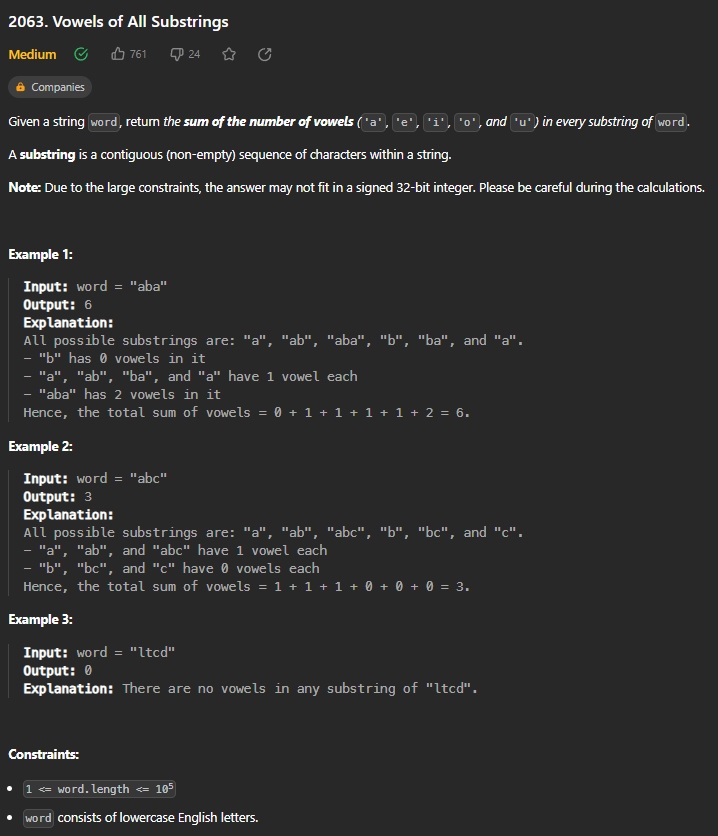 2063. Vowels of All Substrings
Medium 761 24
Companies
Given a string word, return the sum of the number of vowels ('a', 'e', 'i', 'o', and 'u') in every substring of word.
A substring is a contiguous (non-empty) sequence of characters within a string.
Note: Due to the large constraints, the answer may not fit in a signed 32-bit integer. Please be careful during the calculations.
Example 1:
Input: word = "aba"
Output: 6
Explanation:
All possible substrings are: "a", "ab", "aba", "b", "ba", and "a".
- "b" has 0 vowels in it
- "a", "ab", "ba", and "a" have 1 vowel each
- "aba" has 2 vowels in it
Hence, the total sum of vowels = 0 + 1 + 1 + 1 + 1 + 2 = 6.
Example 2:
Input: word = "abc"
Output: 3
Explanation:
All possible substrings are: "a", "ab", "abc", "b", "bc", and "c".
- "a", "ab", and "abc" have 1 vowel each
- "b", "bc", and "c" have 0 vowels each
Hence, the total sum of vowels = 1 + 1 + 1 + 0 + 0 + 0 = 3.
Example 3:
Input: word = "ltcd"
Output: 0
Explanation: There are no vowels in any substring of "ltcd".
Constraints:
• 1 <= word.length <= 10⁵
• word consists of lowercase English letters.